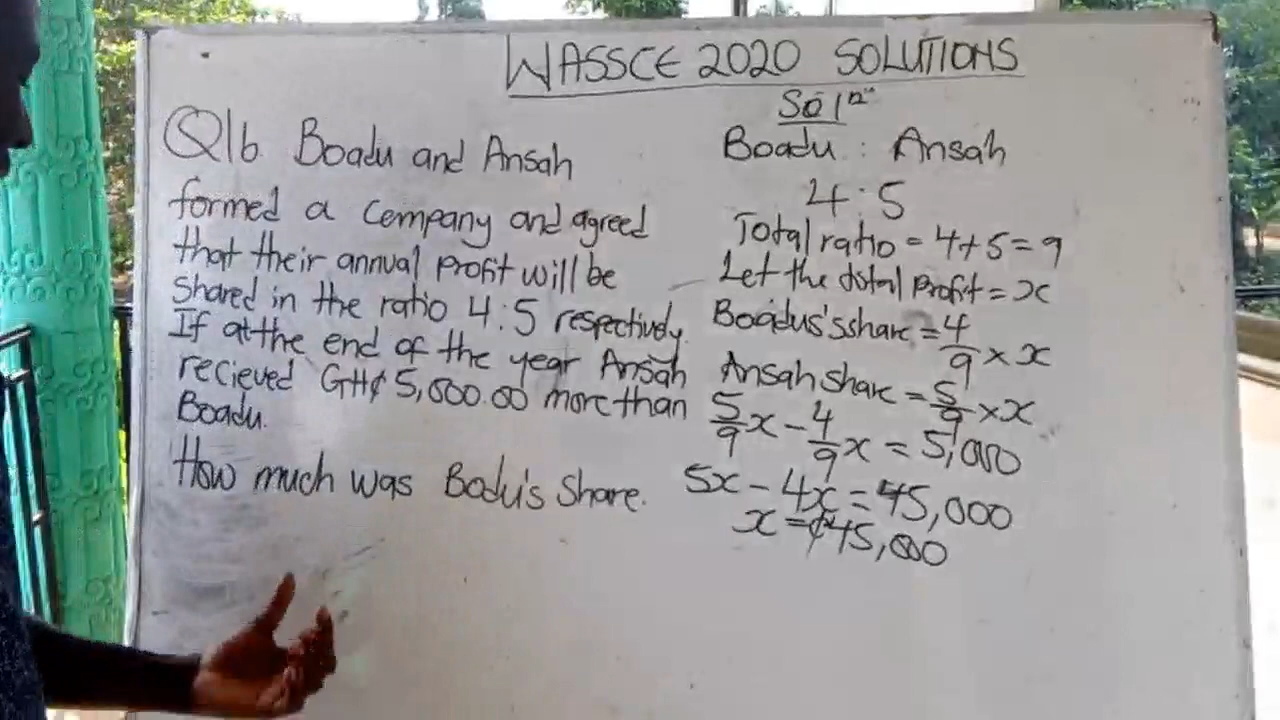 WASSCE 2020 SOLUTIONS
Q16 Boadu and Ansah
formed a company and agreed
that their annual profit will be
shared in the ratio 4:5 respectively.
If at the end of the year Ansah
recieved GH¢ 5,000.00 more than
Boadu.
How much was Bodu's share.
Sol<sup>n</sup>
Boadu : Ansah
4 : 5
Total ratio = 4+5=9
Let the total profit = x
Boadus's share = 4/9 × x
Ansah share = 5/9 × x
5/9 x - 4/9 x = 5,000
5x - 4x = 45,000
x = ¢45,000